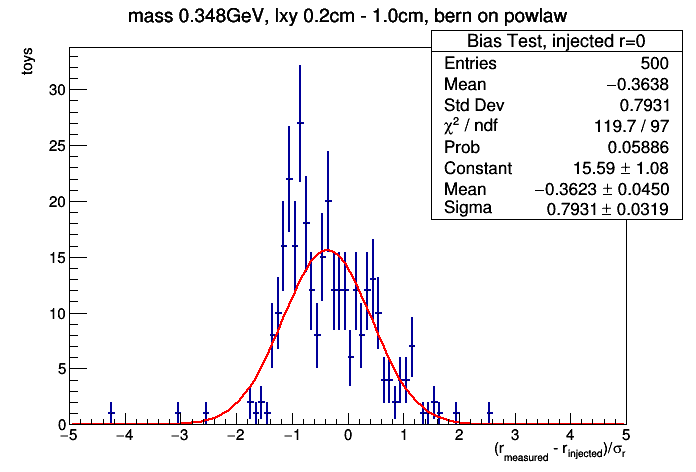 mass 0.348GeV, lxy 0.2cm - 1.0cm, bern on powlaw
toys
Bias Test, injected r=0
Entries 500
Mean −0.3638
Std Dev 0.7931
χ² / ndf 119.7 / 97
Prob 0.05886
Constant 15.59 ± 1.08
Mean −0.3623 ± 0.0450
Sigma 0.7931 ± 0.0319
30
25
20
15
10
5
0
−5 −4 −3 −2 −1 0 1 2 3 4 5
(r_measured - r_injected)/σ_r